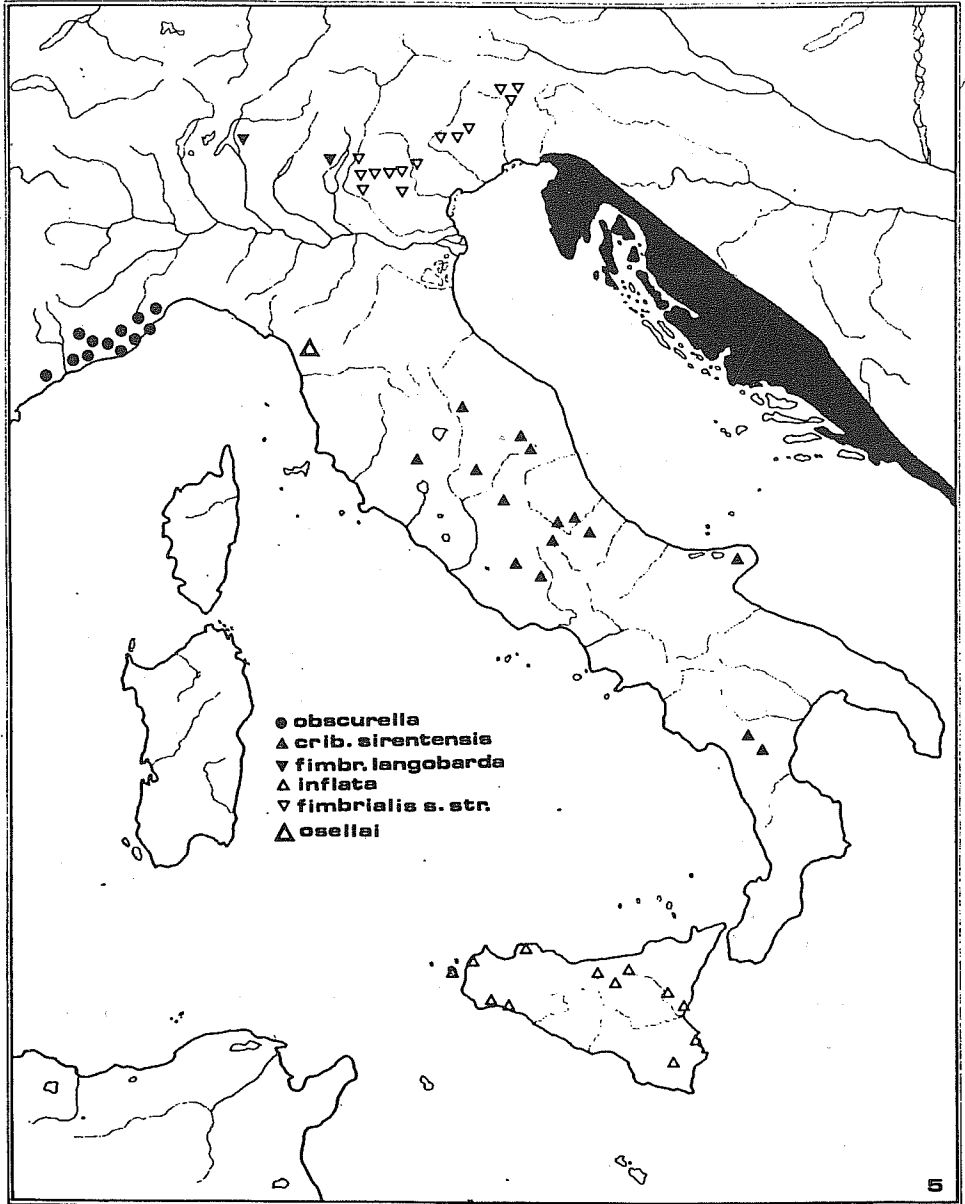 obscurella
crib. sirentensis
fimbr. langobarda
inflata
fimbrialis s. str.
osellai
5